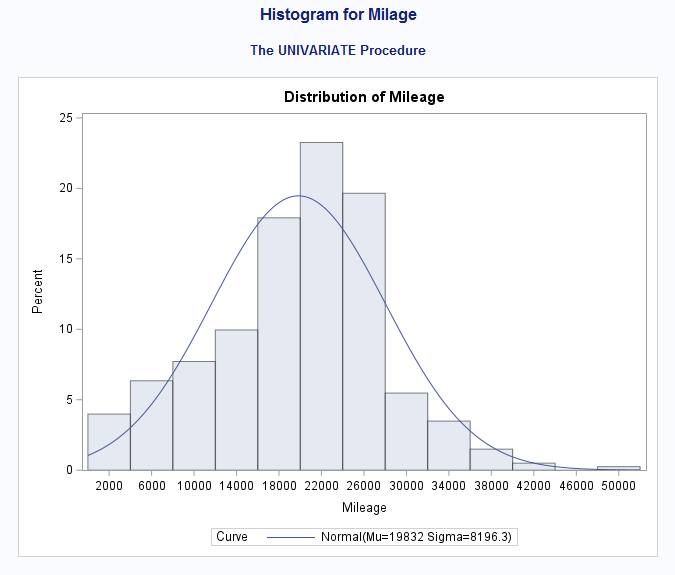 Histogram for Milage
The UNIVARIATE Procedure
Distribution of Mileage
25
20
15
10
5
0
Percent
2000 6000 10000 14000 18000 22000 26000 30000 34000 38000 42000 46000 50000
Mileage
Curve Normal(Mu=19832 Sigma=8196.3)